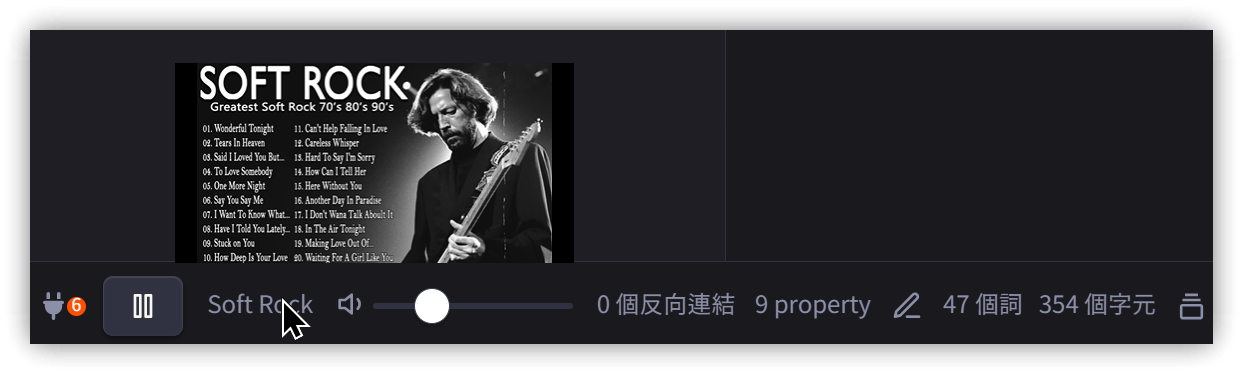 SOFT ROCK
Greatest Soft Rock 70's 80's 90's
01. Wonderful Tonight
02. Tears In Heaven
03. Said I Loved You But...
04. To Love Somebody
05. One More Night
06. Say You Say Me
07. I Want To Know What...
08. Have I Told You Lately...
09. Stuck on You
10. How Deep Is Your Love
11. Can't Help Falling In Love
12. Careless Whisper
13. Hard To Say I'm Sorry
14. How Can I Tell Her
15. Here Without You
16. Another Day In Paradise
17. I Don't Wana Talk Aboult It
18. In The Air Tonight
19. Making Love Out Of...
20. Waiting For A Girl Like You
6 Soft Rock 0 個反向連結 9 property 47 個詞 354 個字元